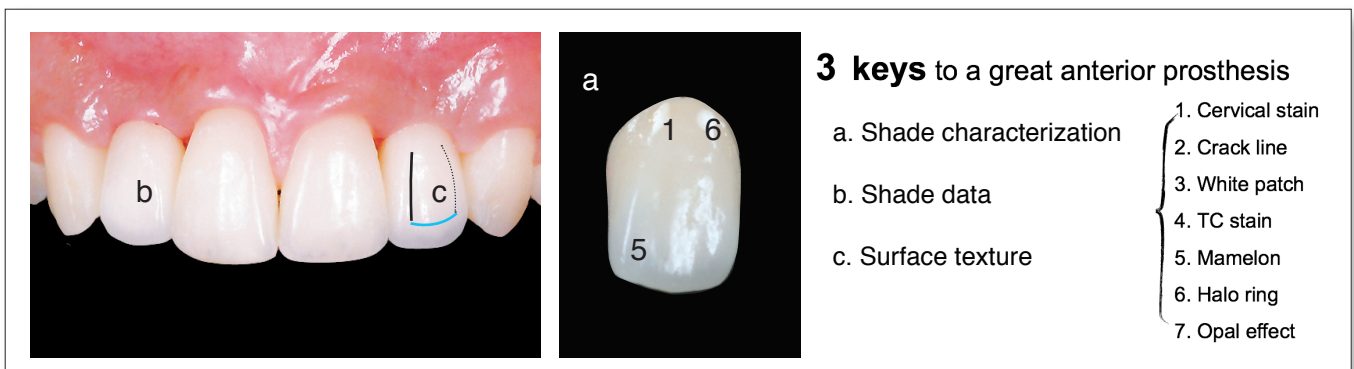 b
c
a
1
6
5
3 keys to a great anterior prosthesis
a. Shade characterization
b. Shade data
c. Surface texture
1. Cervical stain
2. Crack line
3. White patch
4. TC stain
5. Mamelon
6. Halo ring
7. Opal effect